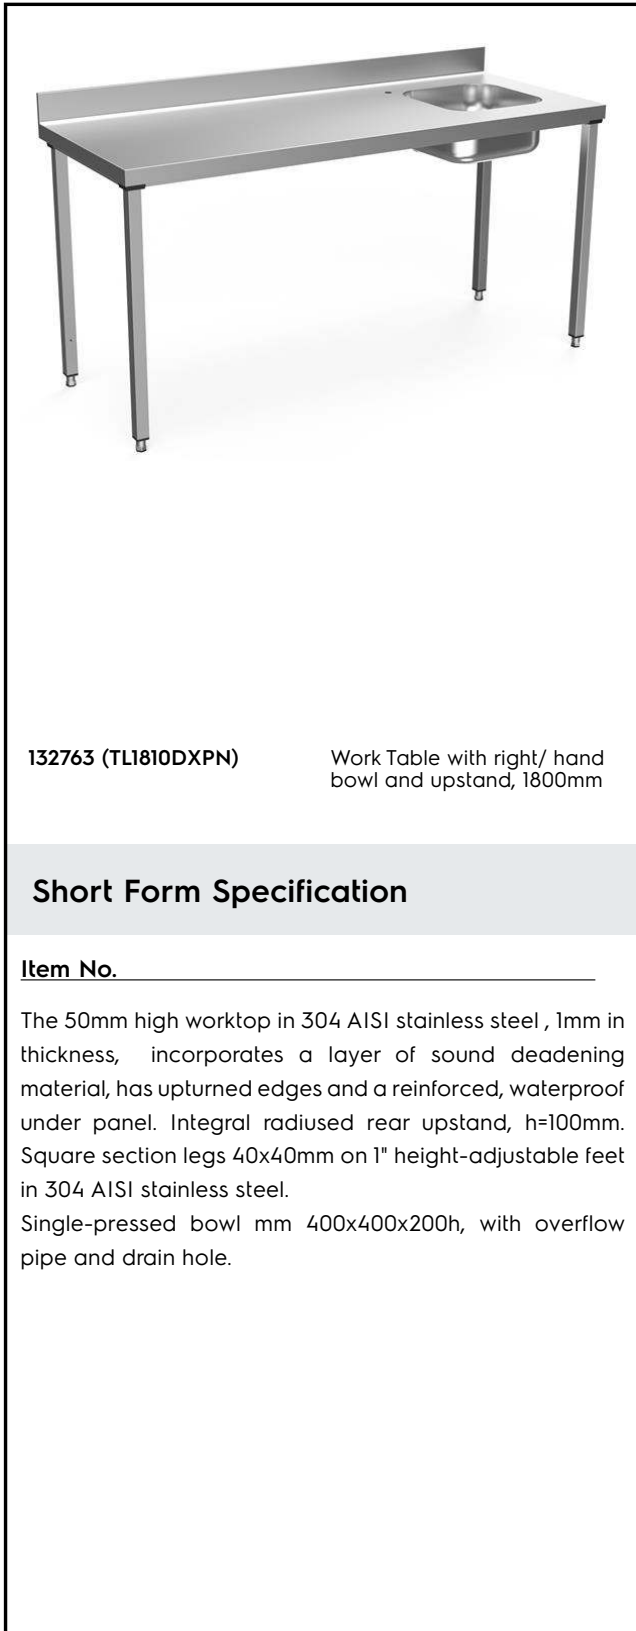 132763 (TL1810DXPN)
Work Table with right/ hand
bowl and upstand, 1800mm
Short Form Specification
Item No.
The 50mm high worktop in 304 AISI stainless steel , 1mm in
thickness, incorporates a layer of sound deadening
material, has upturned edges and a reinforced, waterproof
under panel. Integral radiused rear upstand, h=100mm.
Square section legs 40x40mm on 1" height-adjustable feet
in 304 AISI stainless steel.
Single-pressed bowl mm 400x400x200h, with overflow
pipe and drain hole.